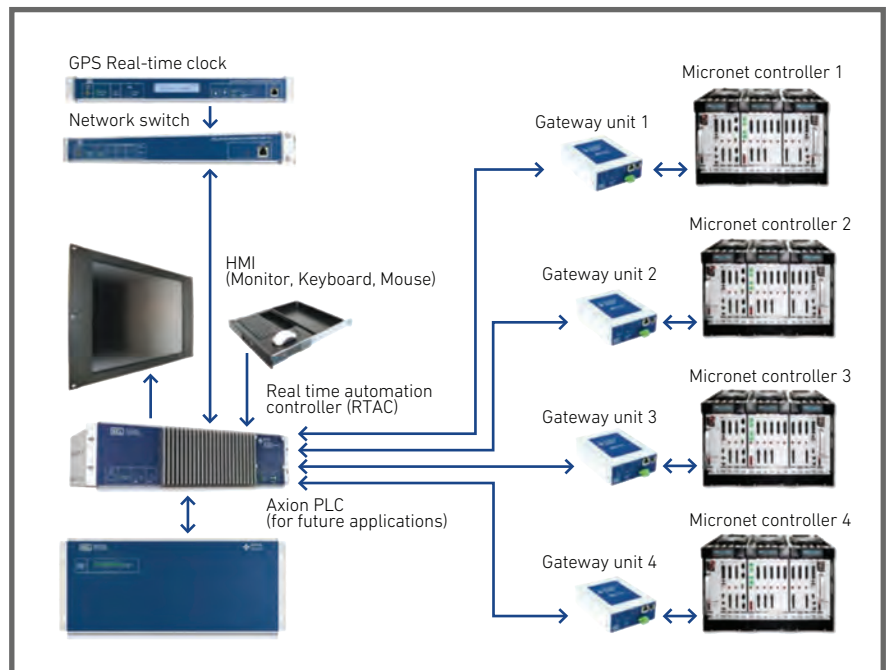 GPS Real-time clock
Network switch
HMI
(Monitor, Keyboard, Mouse)
Real time automation
controller (RTAC)
Axion PLC
(for future applications)
Gateway unit 1
Micronet controller 1
Gateway unit 2
Micronet controller 2
Gateway unit 3
Micronet controller 3
Gateway unit 4
Micronet controller 4